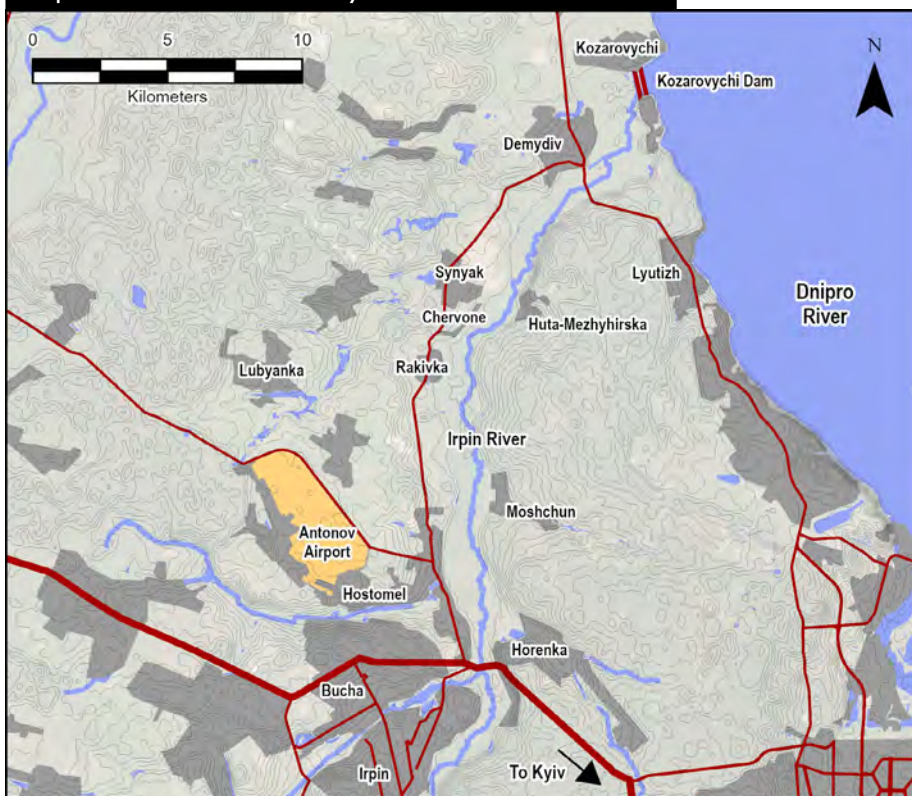 0 5 10
Kilometers
Kozarovychi
N
Kozarovychi Dam
Demydiv
Synyak
Lyutizh
Dnipro
River
Chervone
Huta-Mezhyhirska
Rakivka
Lubyanka
Irpin River
Moshchun
Antonov
Airport
Hostomel
Horenka
Bucha
Irpin
To Kyiv